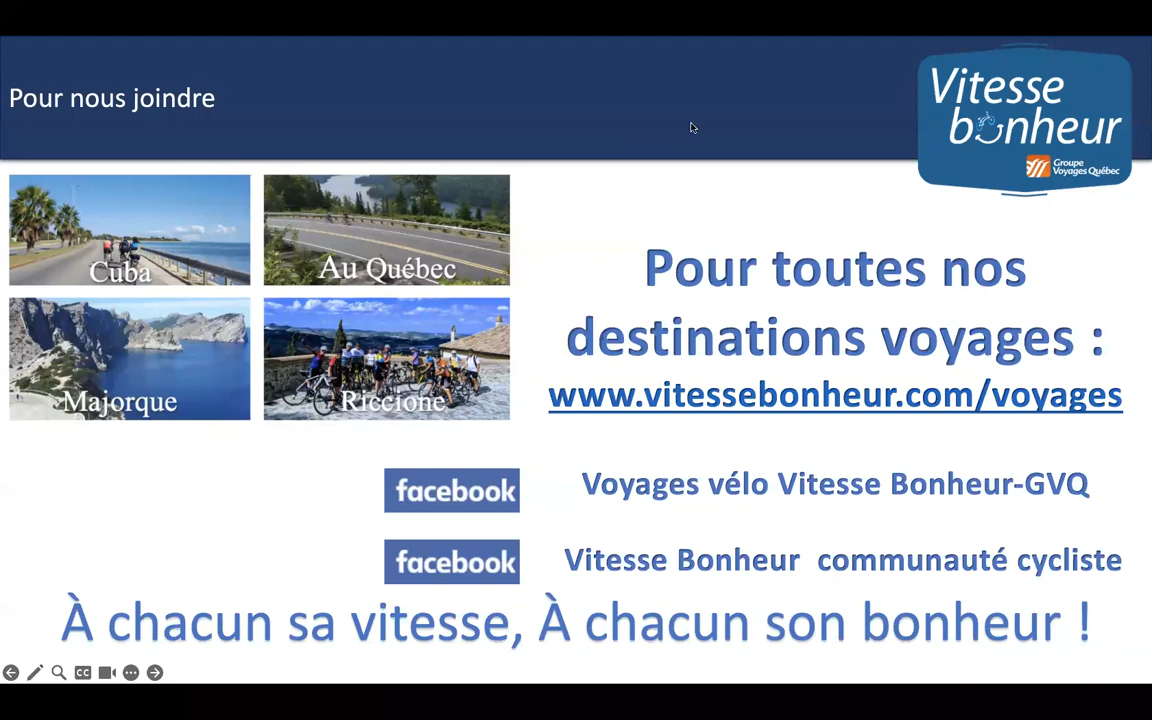 Pour nous joindre
Vitesse
bonheur
Groupe
Voyages Québec
Cuba
Au Québec
Majorque
Riccione
Pour toutes nos
destinations voyages :
www.vitessebonheur.com/voyages
facebook
Voyages vélo Vitesse Bonheur-GVQ
facebook
Vitesse Bonheur communauté cycliste
À chacun sa vitesse, À chacun son bonheur !
CC